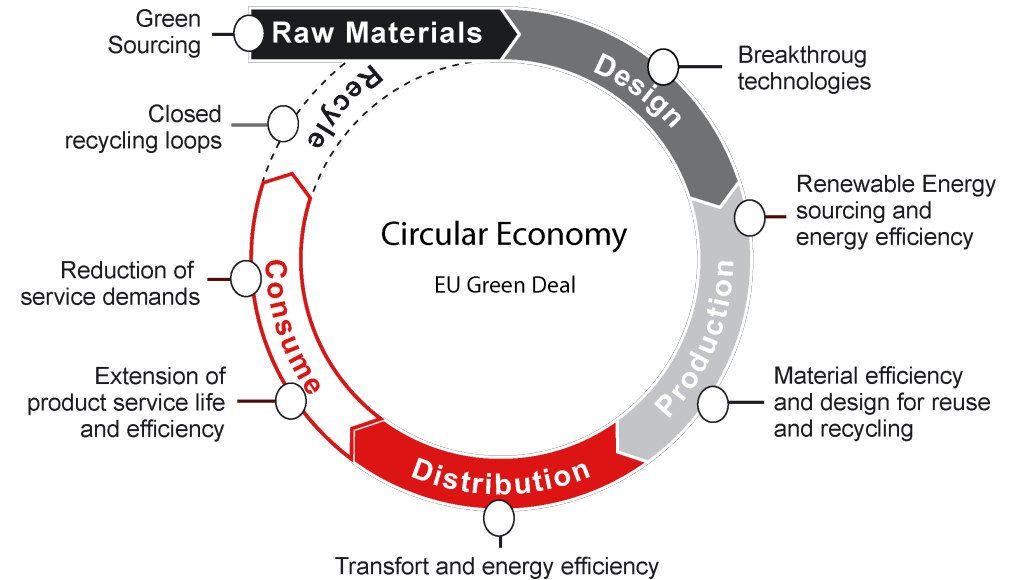 Green
Sourcing
Raw Materials
Design
Breakthroug
technologies
Recyle
Closed
recycling loops
Renewable Energy
sourcing and
energy efficiency
Circular Economy
EU Green Deal
Reduction of
service demands
Consume
Production
Extension of
product service life
and efficiency
Material efficiency
and design for reuse
and recycling
Distribution
Transfort and energy efficiency